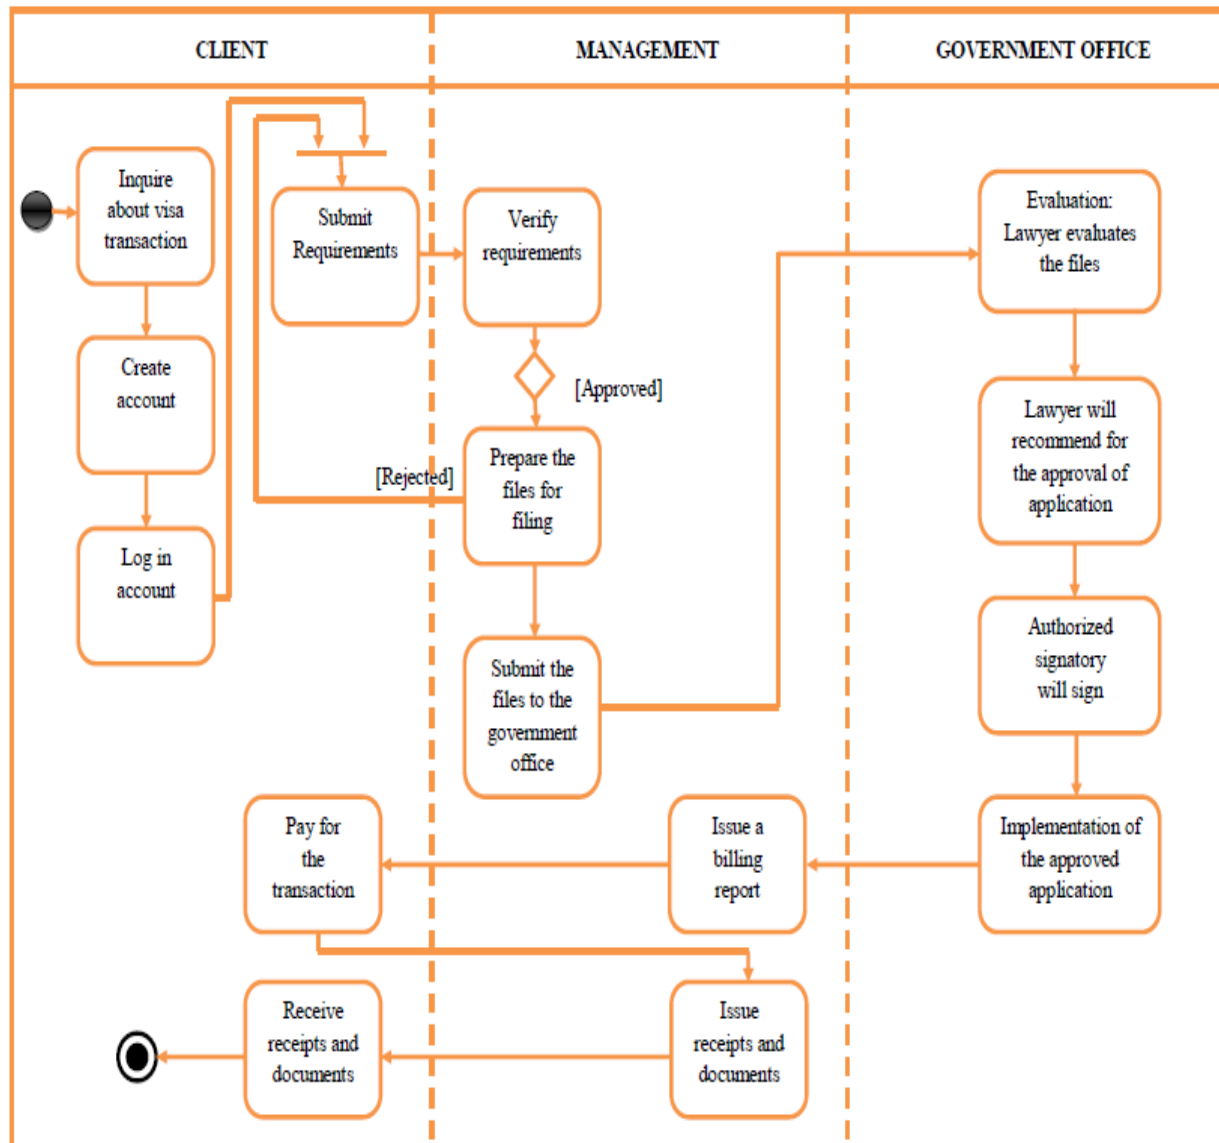 CLIENT
MANAGEMENT
GOVERNMENT OFFICE
Inquire
about visa
transaction
Create
account
Log in
account
Submit
Requirements
Verify
requirements
[Approved]
[Rejected]
Prepare the
files for
filing
Submit the
files to the
government
office
Evaluation:
Lawyer evaluates
the files
Lawyer will
recommend for
the approval of
application
Authorized
signatory
will sign
Implementation of
the approved
application
Issue a
billing
report
Pay for
the
transaction
Issue
receipts and
documents
Receive
receipts and
documents